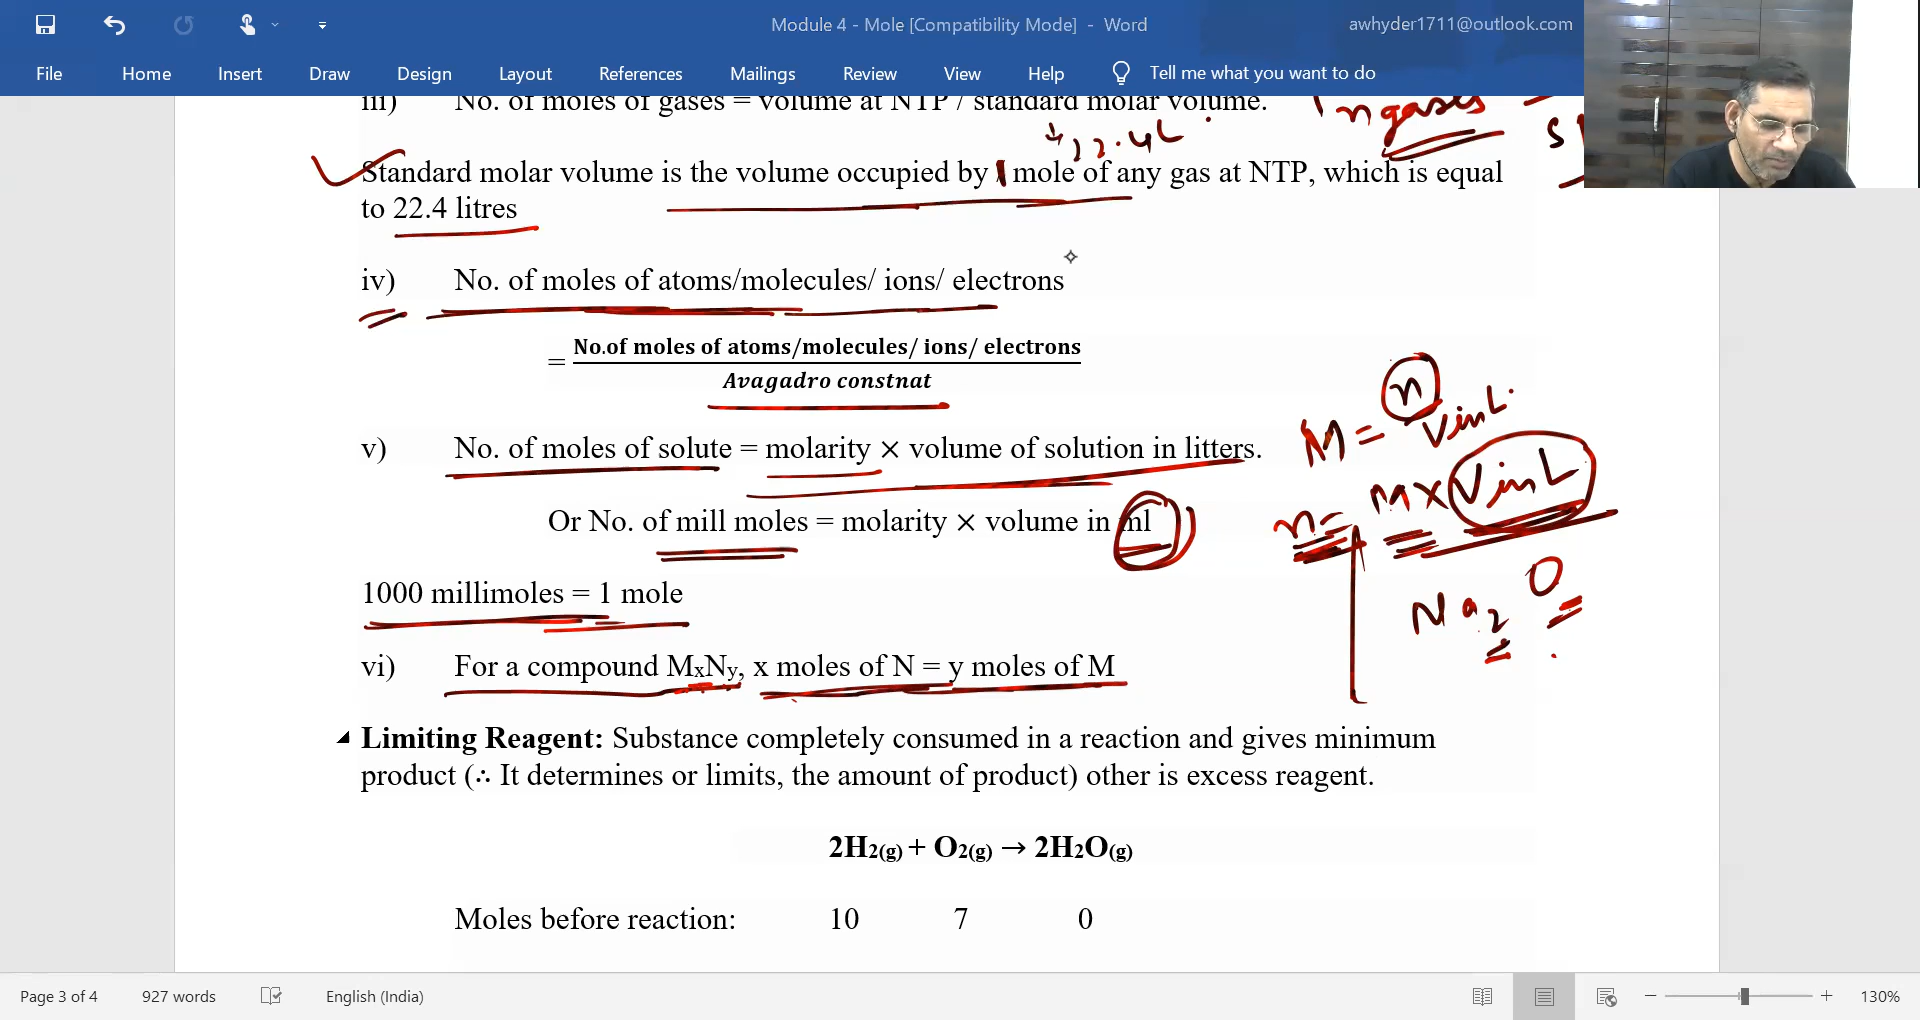 Module 4 - Mole [Compatibility Mode] - Word
awhyder1711@outlook.com
File Home Insert Draw Design Layout References Mailings Review View Help Tell me what you want to do
iii) No. of moles of gases = volume at NTP / standard molar volume.
n gases
22.4L
Standard molar volume is the volume occupied by 1 mole of any gas at NTP, which is equal
to 22.4 litres
iv) No. of moles of atoms/molecules/ ions/ electrons
= No.of moles of atoms/molecules/ ions/ electrons
Avagadro constnat
M = n
V in L
v) No. of moles of solute = molarity × volume of solution in litters.
n = M × V in L
Or No. of mill moles = molarity × volume in ml
Na2 O
1000 millimoles = 1 mole
vi) For a compound MxNy, x moles of N = y moles of M
Limiting Reagent: Substance completely consumed in a reaction and gives minimum
product (∴ It determines or limits, the amount of product) other is excess reagent.
2H2(g) + O2(g) → 2H2O(g)
Moles before reaction: 10 7 0
Page 3 of 4 927 words English (India) 130%